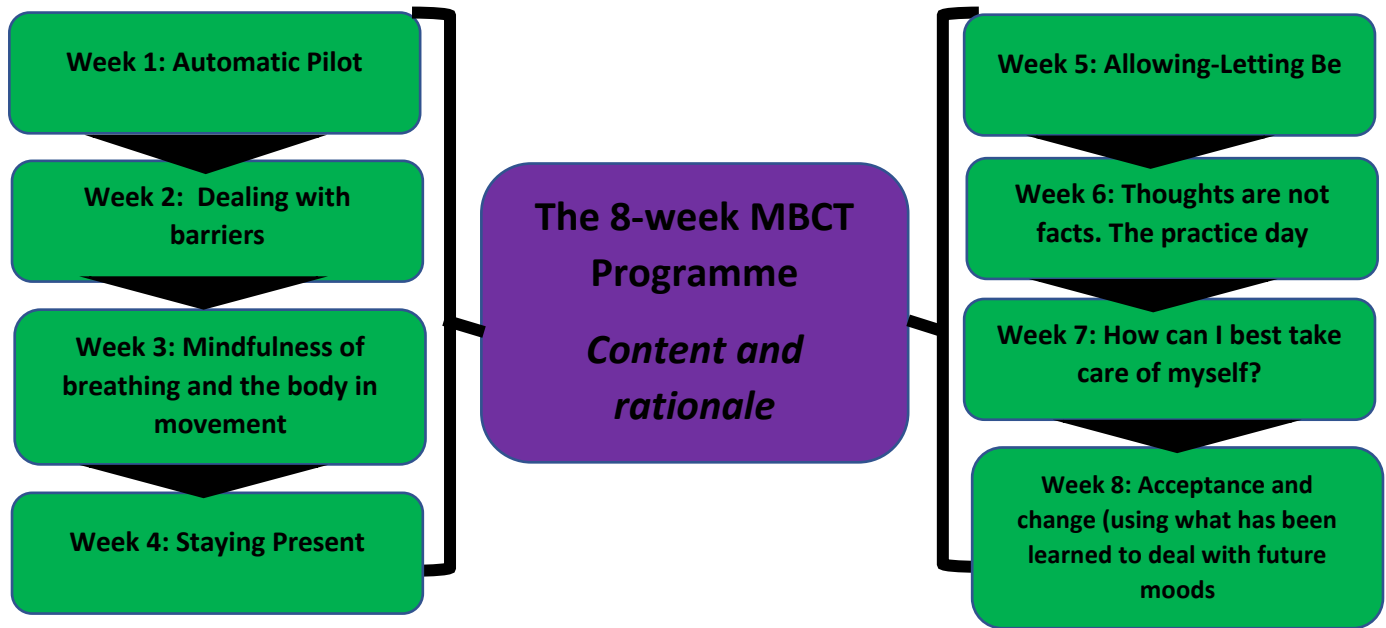 Week 1: Automatic Pilot
Week 2:  Dealing with
barriers
Week 3: Mindfulness of
breathing and the body in
movement
Week 4: Staying Present
The 8-week MBCT
Programme
Content and
rationale
Week 5: Allowing-Letting Be
Week 6: Thoughts are not
facts. The practice day
Week 7: How can I best take
care of myself?
Week 8: Acceptance and
change (using what has been
learned to deal with future
moods